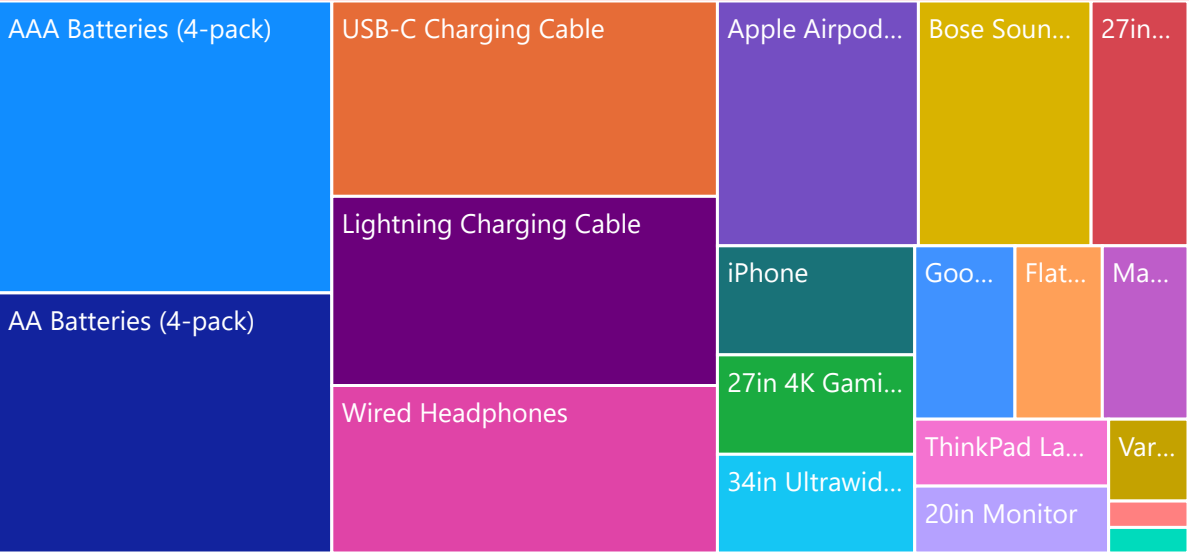 AAA Batteries (4-pack)
AA Batteries (4-pack)
USB-C Charging Cable
Lightning Charging Cable
Wired Headphones
Apple Airpod...
Bose Soun...
27in...
iPhone
27in 4K Gami...
34in Ultrawid...
Goo...
Flat...
Ma...
ThinkPad La...
20in Monitor
Var...